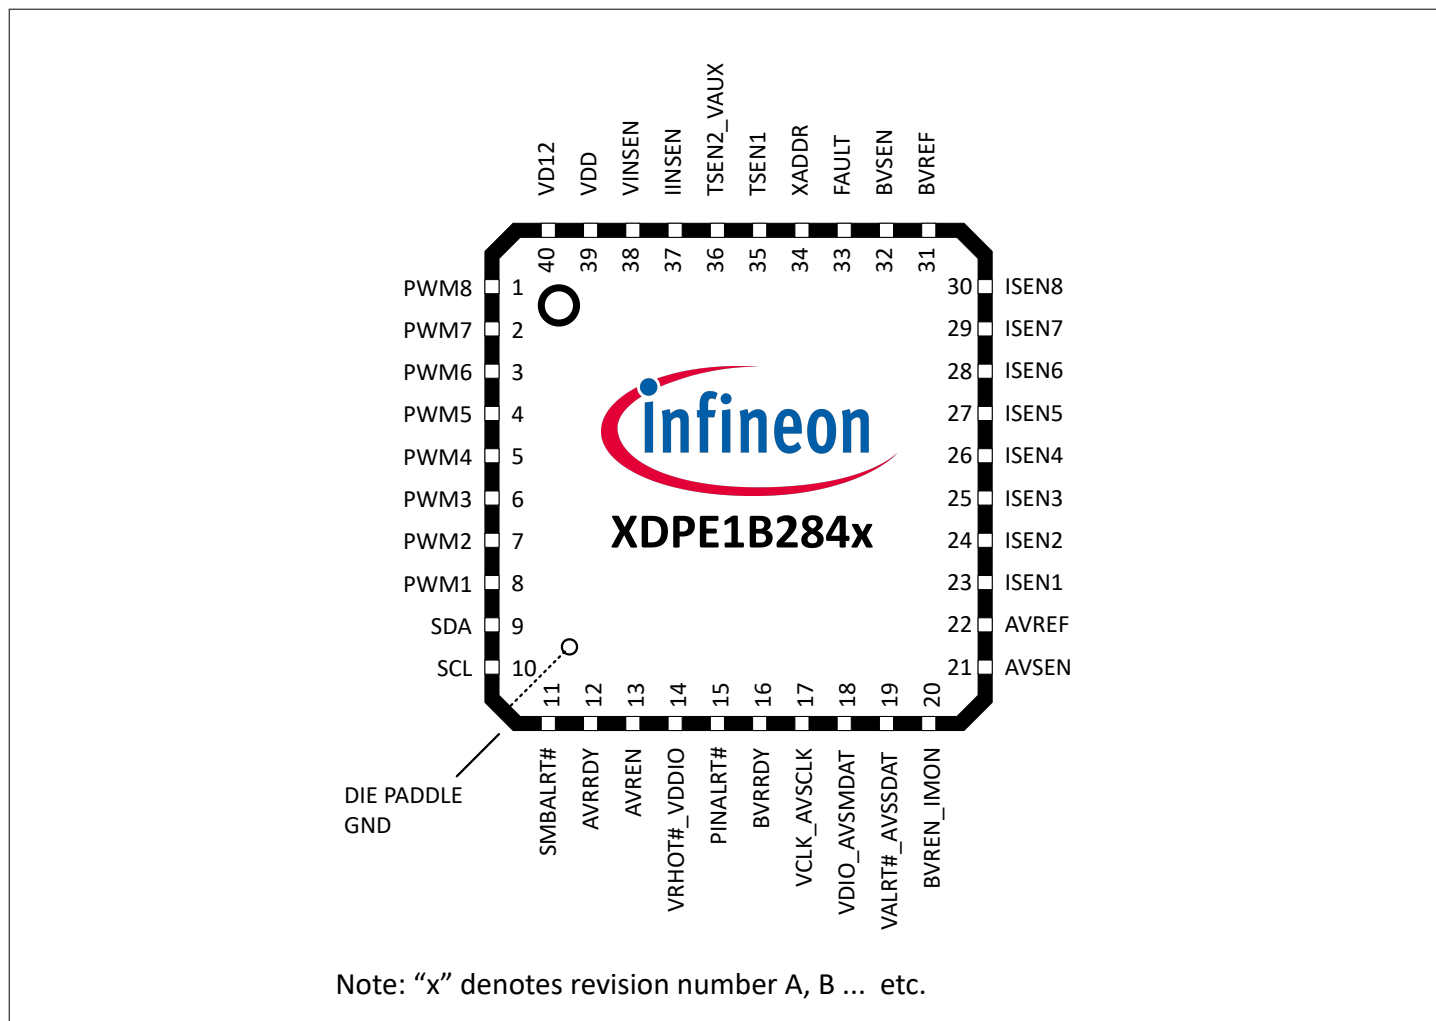 VD12
VDD
VINSEN
IINSEN
TSEN2_VAUX
TSEN1
XADDR
FAULT
BVSEN
BVREF
40
39
38
37
36
35
34
33
32
31
PWM8 1
PWM7 2
PWM6 3
PWM5 4
PWM4 5
PWM3 6
PWM2 7
PWM1 8
SDA 9
SCL 10
infineon
XDPE1B284x
30 ISEN8
29 ISEN7
28 ISEN6
27 ISEN5
26 ISEN4
25 ISEN3
24 ISEN2
23 ISEN1
22 AVREF
21 AVSEN
11
12
13
14
15
16
17
18
19
20
SMBALRT#
AVRRDY
AVREN
VRHOT#_VDDIO
PINALRT#
BVRRDY
VCLK_AVSCLK
VDIO_AVSMDAT
VALRT#_AVSSDAT
BVREN_IMON
DIE PADDLE
GND
Note: “x” denotes revision number A, B ... etc.